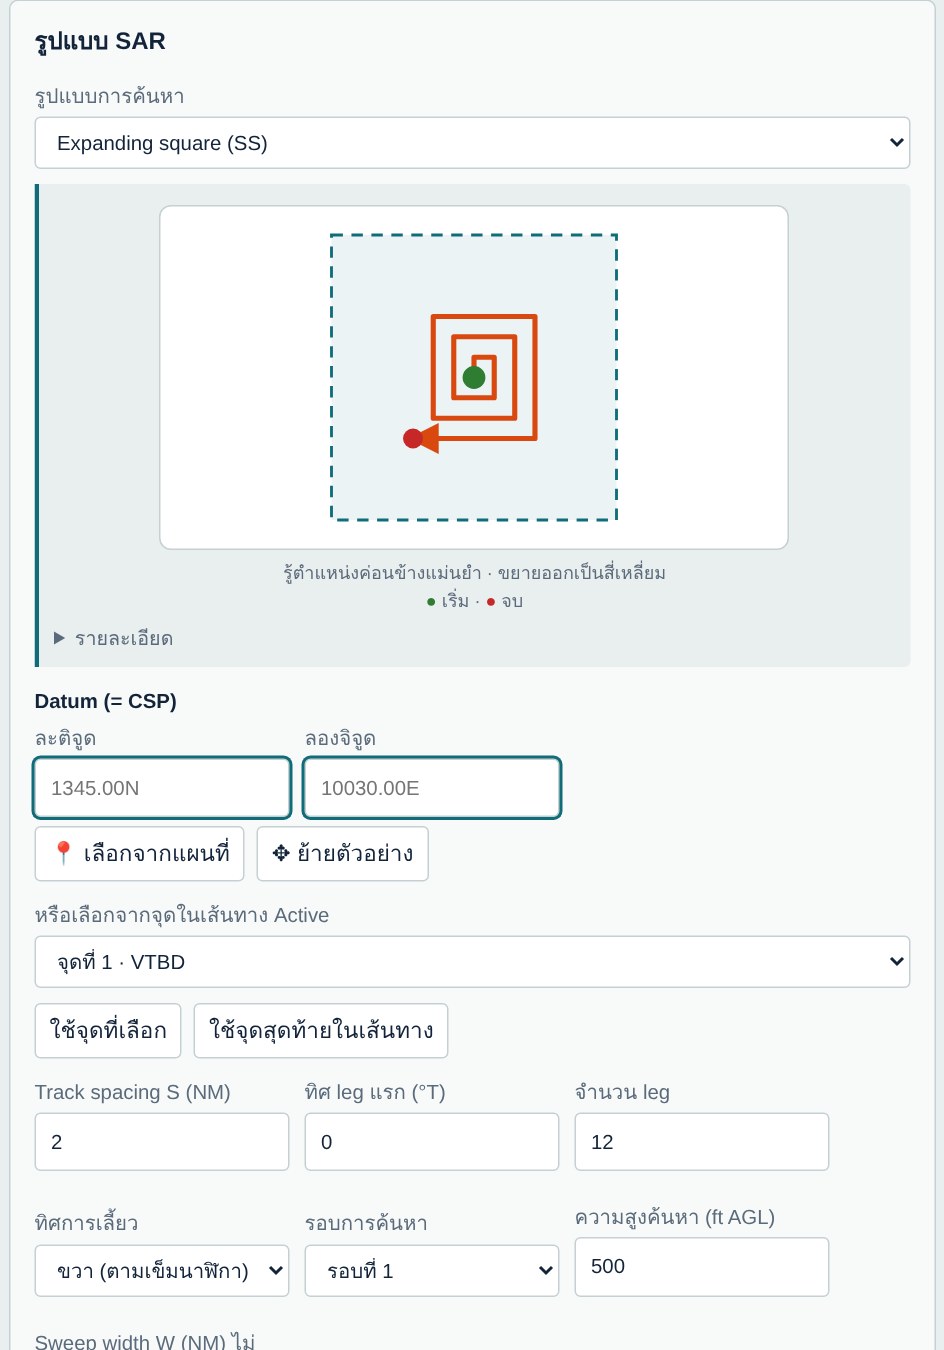 รูปแบบ SAR
รูปแบบการค้นหา
Expanding square (SS)
รู้ตำแหน่งค่อนข้างแม่นยำ · ขยายออกเป็นสี่เหลี่ยม
● เริ่ม · ● จบ
▶ รายละเอียด
Datum (= CSP)
ละติจูด ลองจิจูด
1345.00N 10030.00E
📍 เลือกจากแผนที่ ✥ ย้ายตัวอย่าง
หรือเลือกจากจุดในเส้นทาง Active
จุดที่ 1 · VTBD
ใช้จุดที่เลือก ใช้จุดสุดท้ายในเส้นทาง
Track spacing S (NM) ทิศ leg แรก (°T) จำนวน leg
2 0 12
ทิศการเลี้ยว รอบการค้นหา ความสูงค้นหา (ft AGL)
ขวา (ตามเข็มนาฬิกา) รอบที่ 1 500
Sweep width W (NM) ไม่